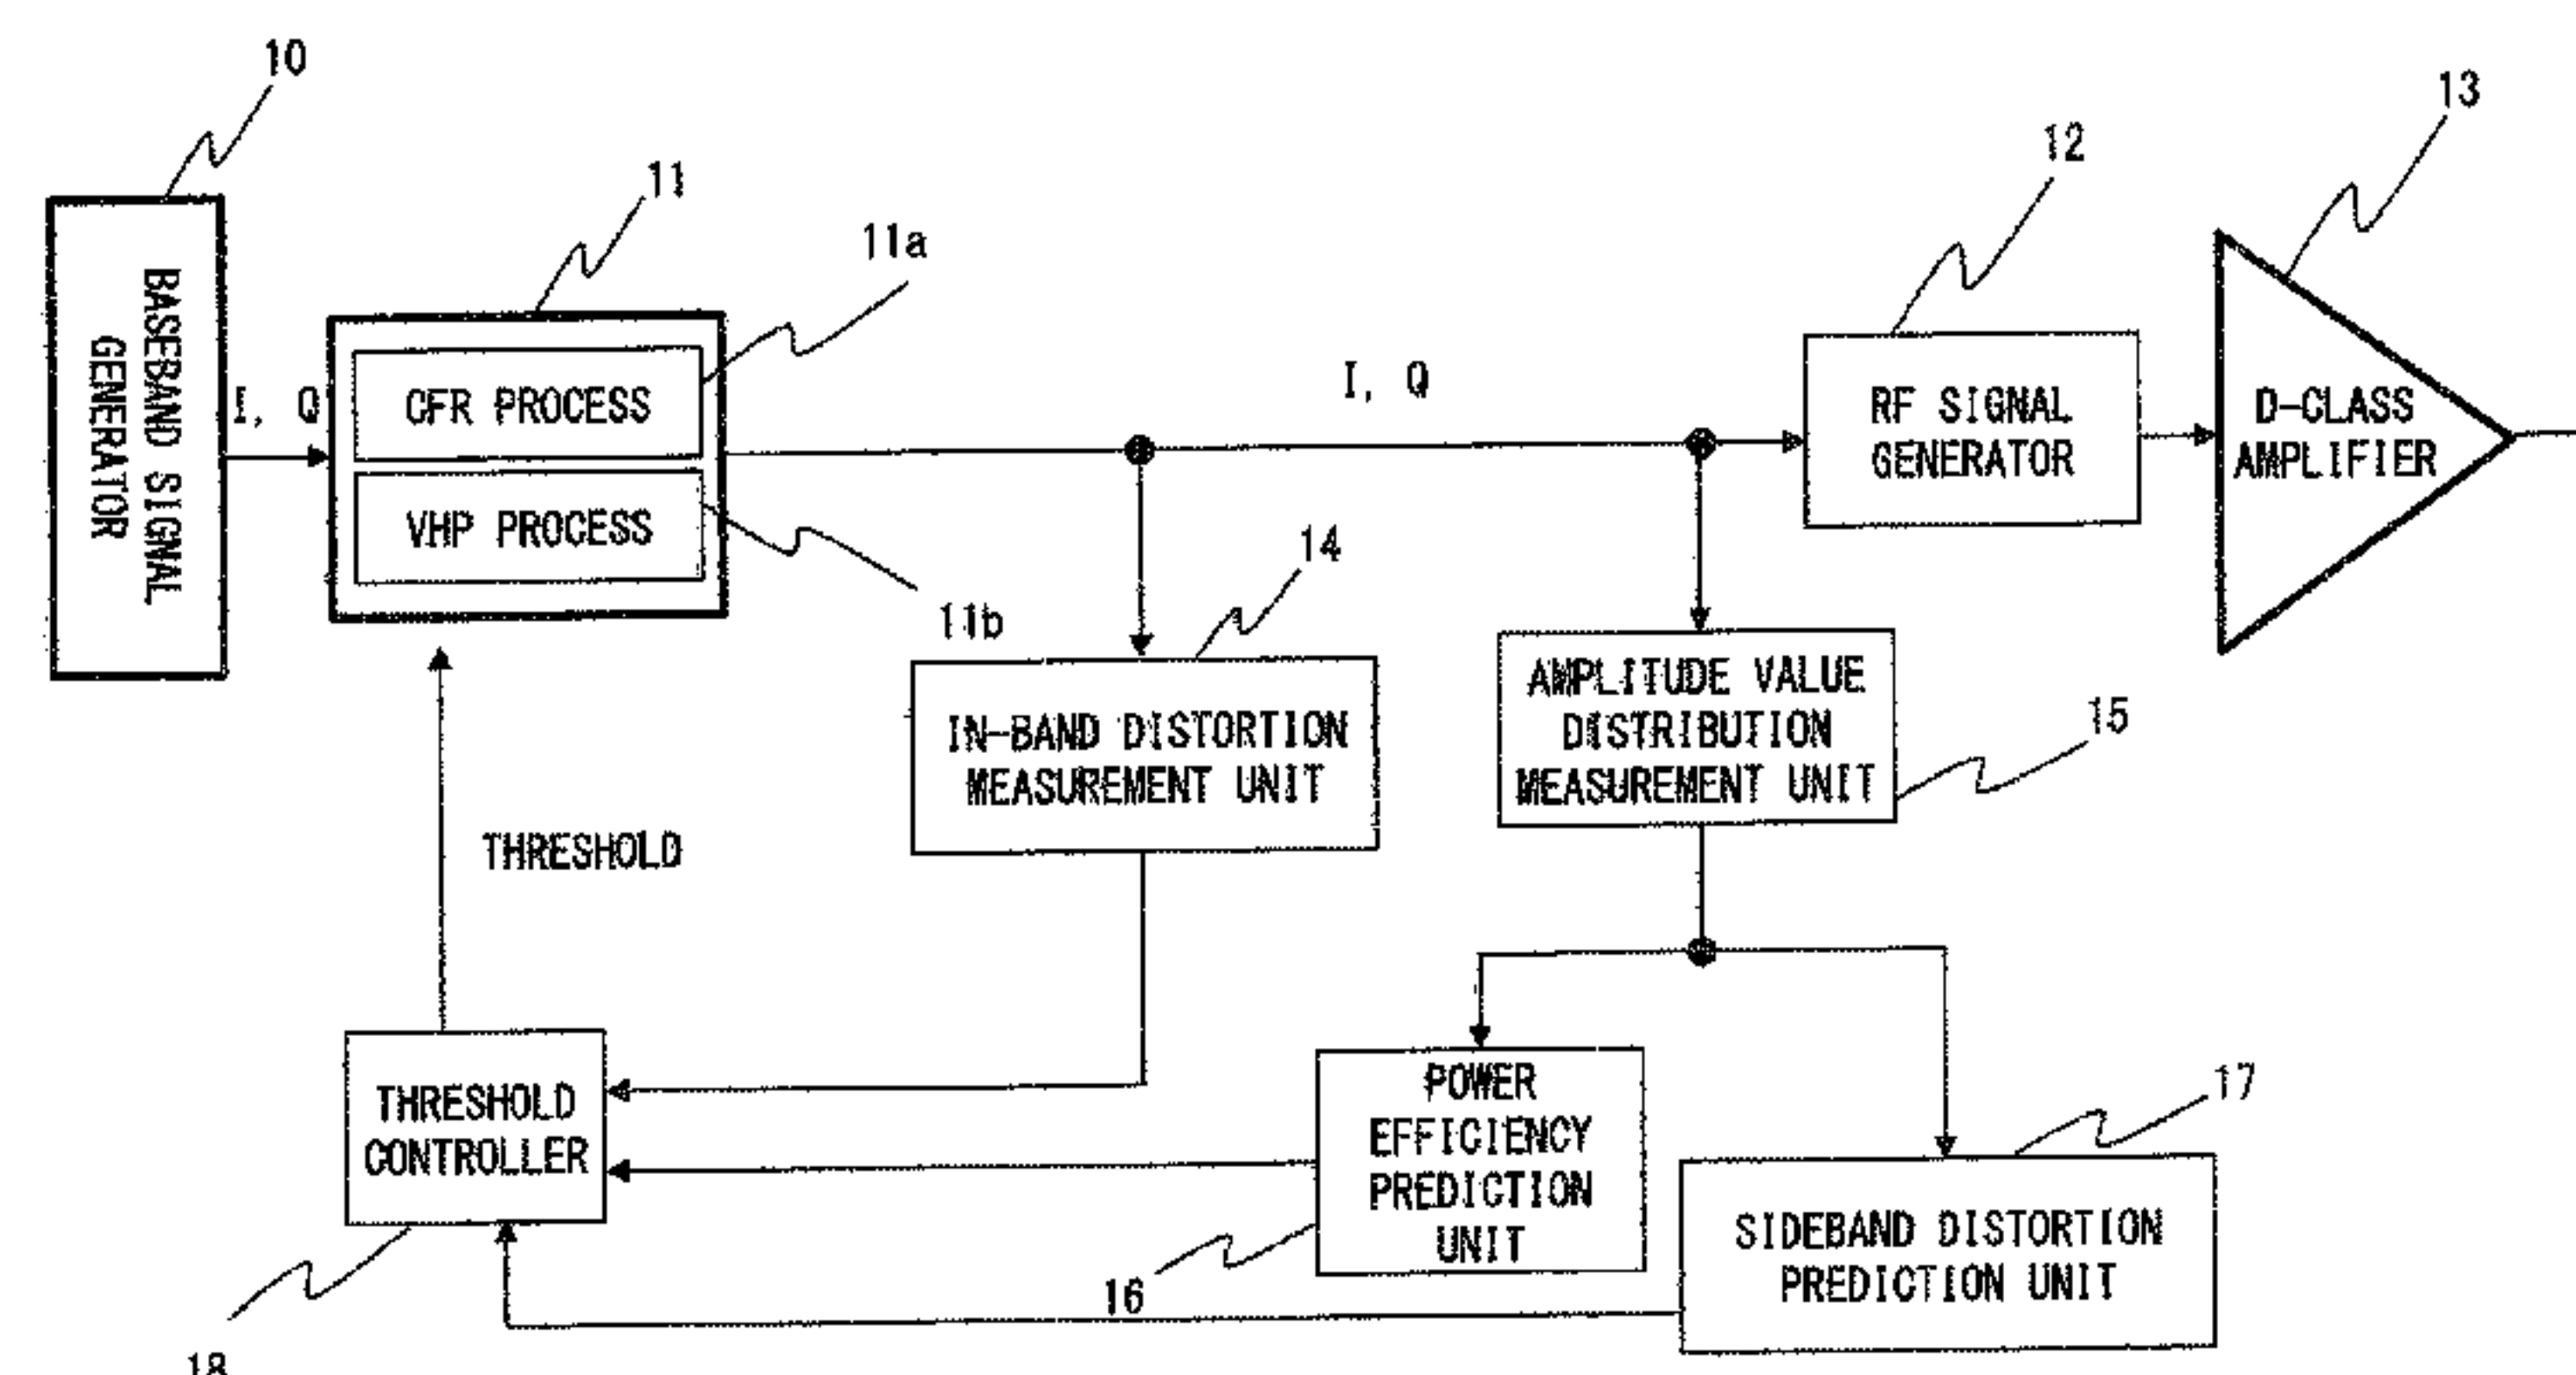 10
13
12
11
11a
BASEBAND SIGNAL
GENERATOR
I, Q
CFR PROCESS
VHP PROCESS
I, Q
RF SIGNAL
GENERATOR
D-CLASS
AMPLIFIER
14
11b
IN-BAND DISTORTION
MEASUREMENT UNIT
AMPLITUDE VALUE
DISTRIBUTION
MEASUREMENT UNIT
15
THRESHOLD
THRESHOLD
CONTROLLER
POWER
EFFICIENCY
PREDICTION
UNIT
17
SIDEBAND DISTORTION
PREDICTION UNIT
16
18